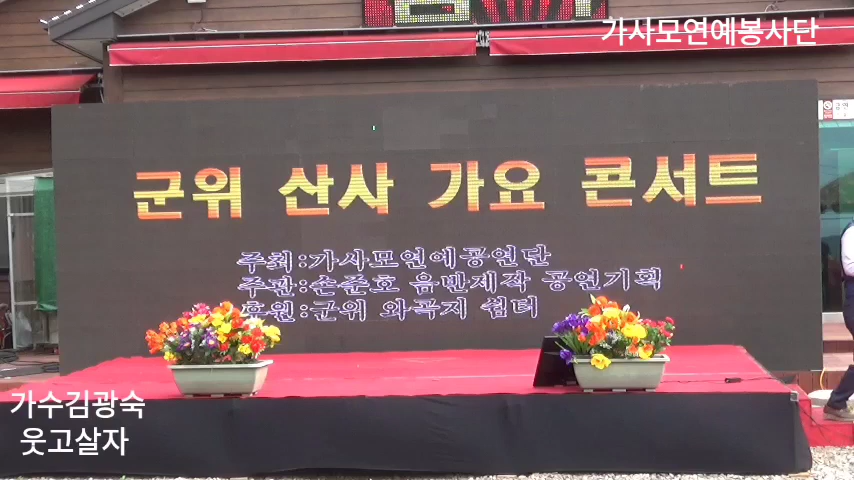 가사모연예봉사단
군위 산사 가요 콘서트
주최:가사모연예공연단
주판:손준호 음반제작 공연기획
후원:군위 와곡지 쉼터
가수김광숙
웃고살자